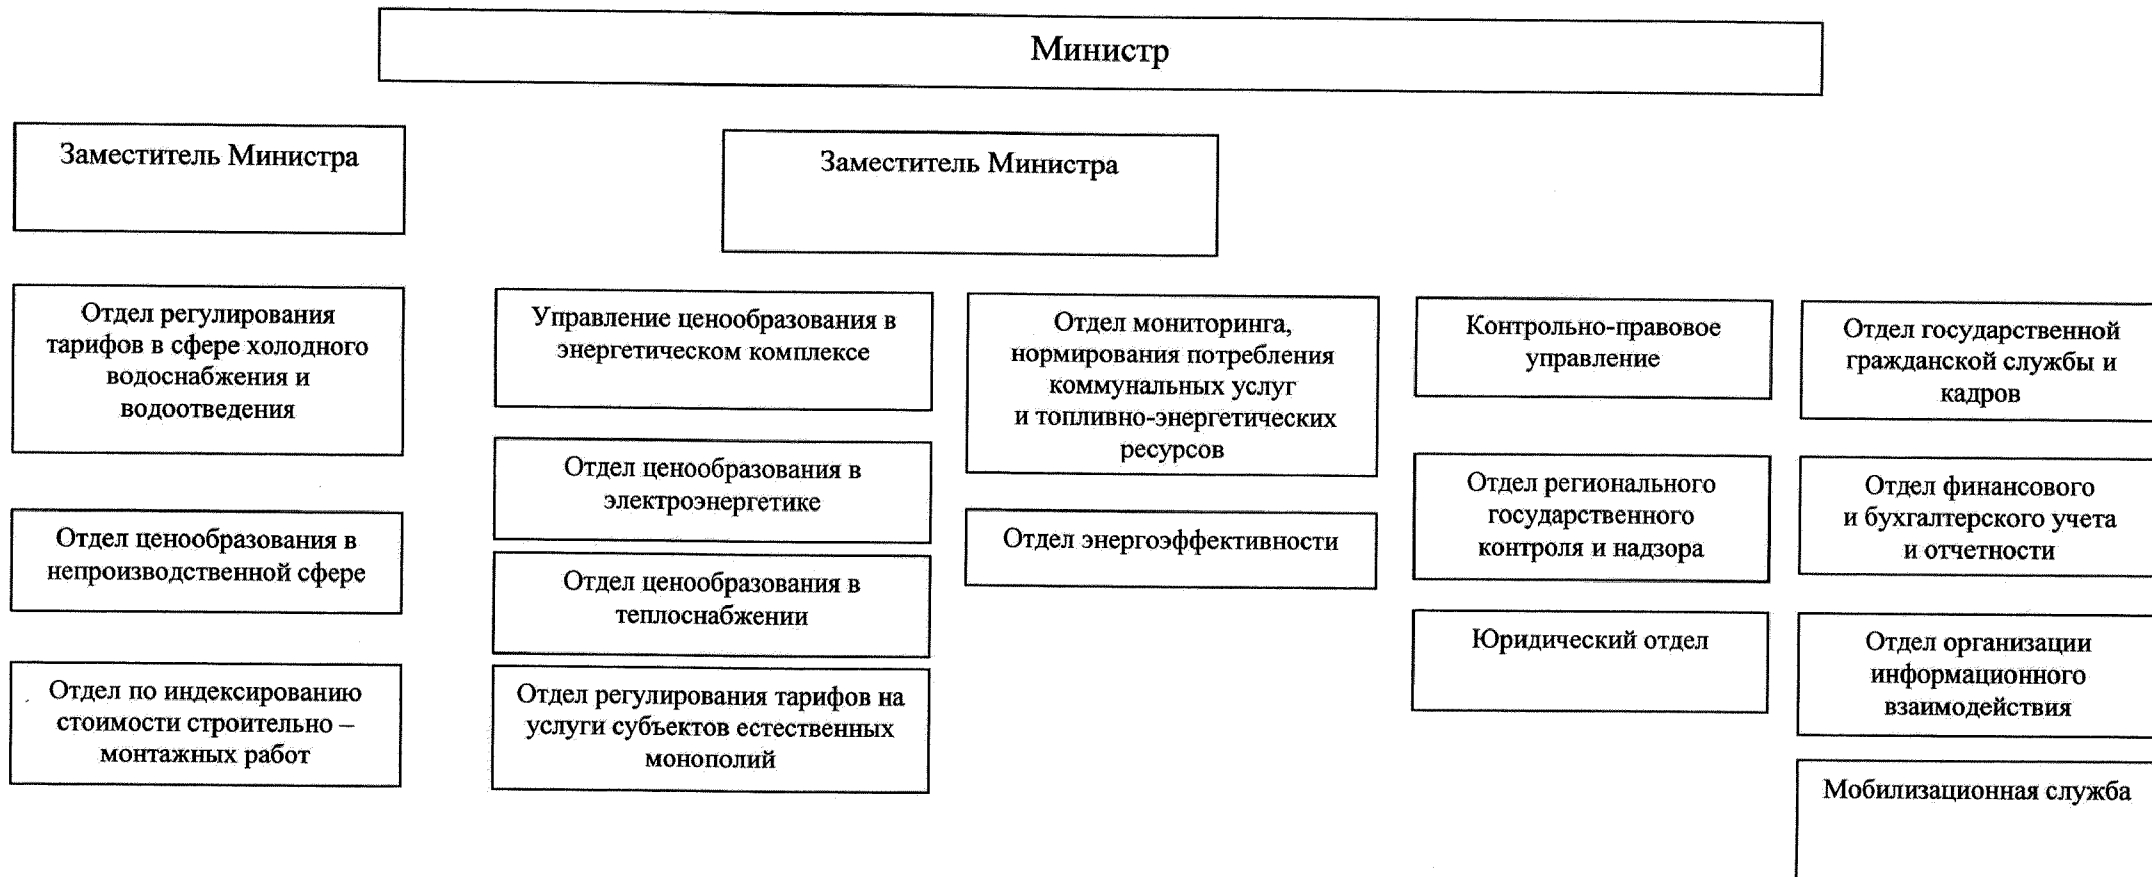 Министр
Заместитель Министра
Заместитель Министра
Отдел регулирования
тарифов в сфере холодного
водоснабжения и
водоотведения
Отдел ценообразования в
непроизводственной сфере
Отдел по индексированию
стоимости строительно –
монтажных работ
Управление ценообразования в
энергетическом комплексе
Отдел ценообразования в
электроэнергетике
Отдел ценообразования в
теплоснабжении
Отдел регулирования тарифов на
услуги субъектов естественных
монополий
Отдел мониторинга,
нормирования потребления
коммунальных услуг
и топливно-энергетических
ресурсов
Отдел энергоэффективности
Контрольно-правовое
управление
Отдел регионального
государственного
контроля и надзора
Юридический отдел
Отдел государственной
гражданской службы и
кадров
Отдел финансового
и бухгалтерского учета
и отчетности
Отдел организации
информационного
взаимодействия
Мобилизационная служба